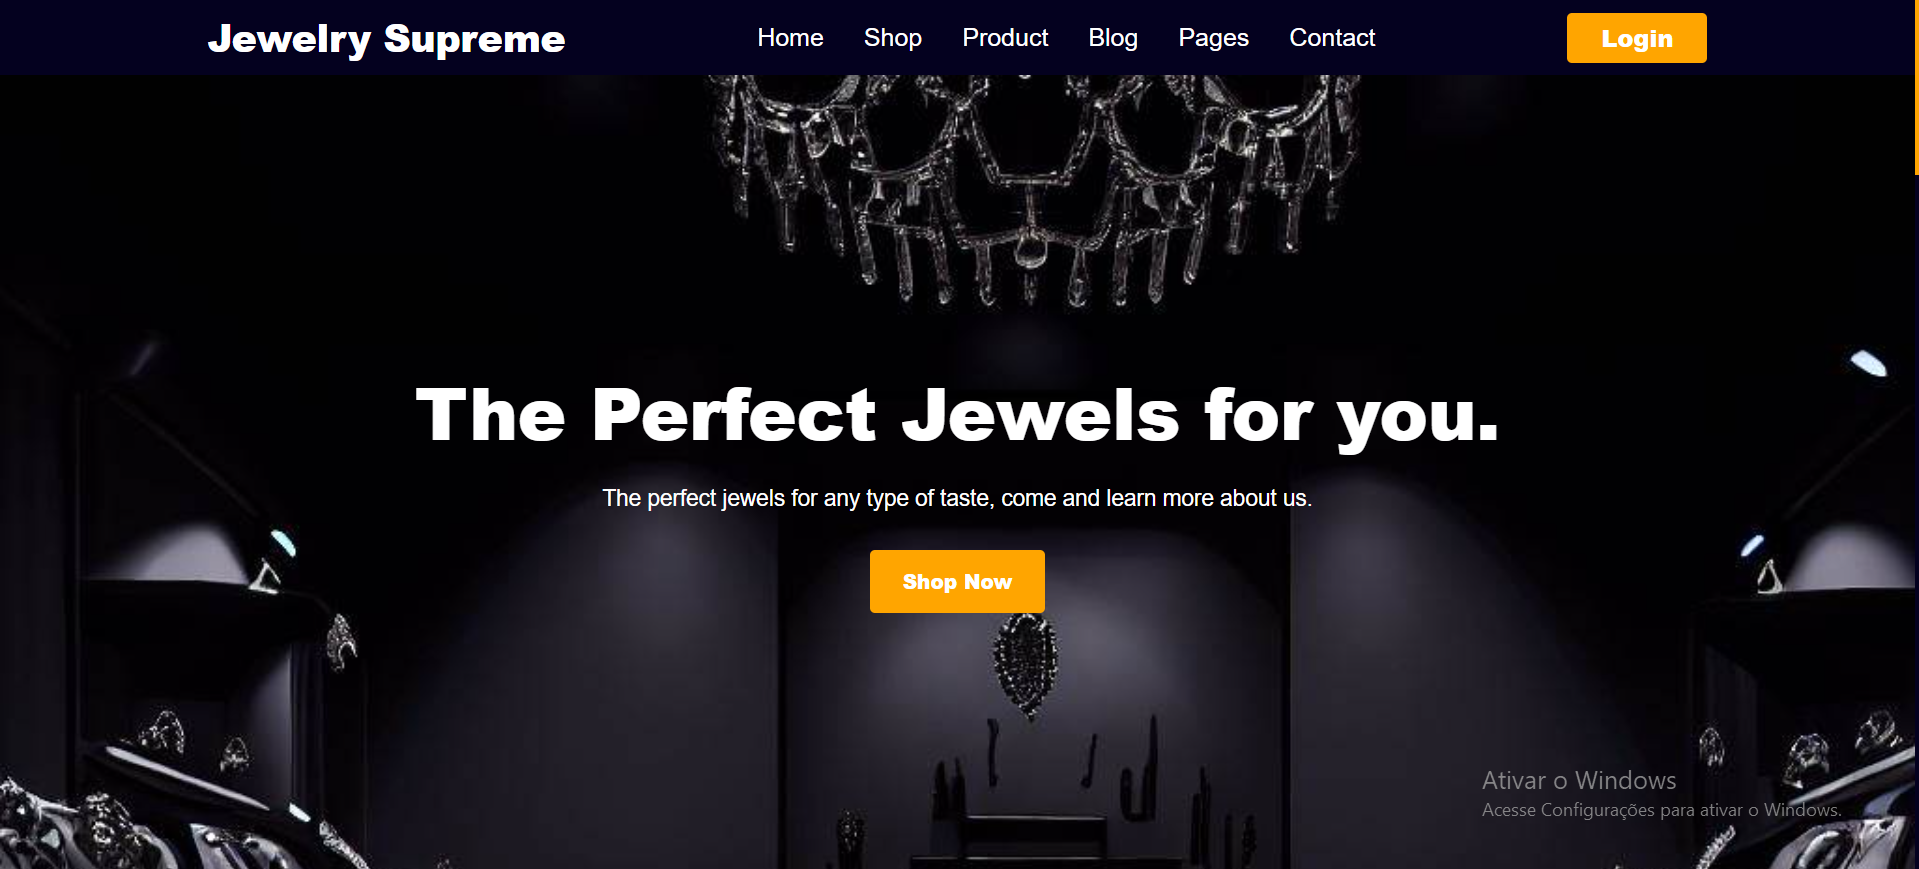 Jewelry Supreme Home Shop Product Blog Pages Contact Login
The Perfect Jewels for you.
The perfect jewels for any type of taste, come and learn more about us.
Shop Now
Ativar o Windows
Acesse Configurações para ativar o Windows.